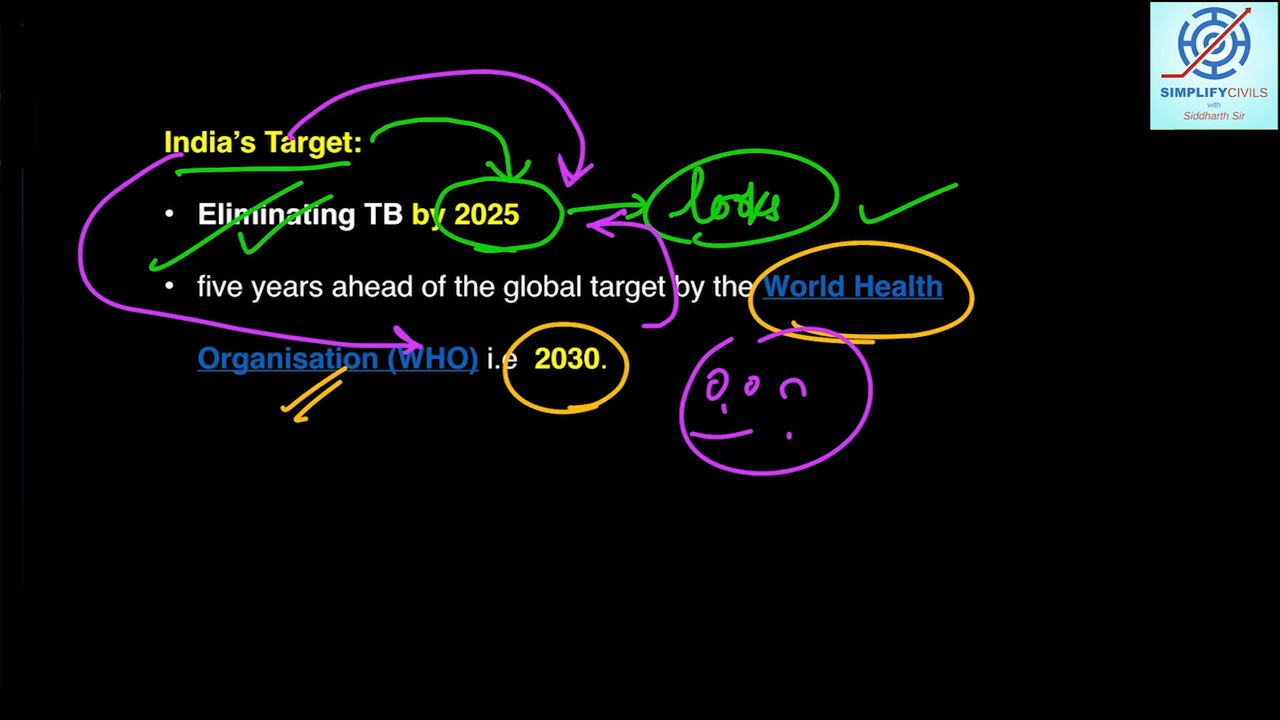 SIMPLIFYCIVILS
with
Siddharth Sir
India's Target:
• Eliminating TB by 2025 looks
• five years ahead of the global target by the World Health
Organisation (WHO) i.e 2030.